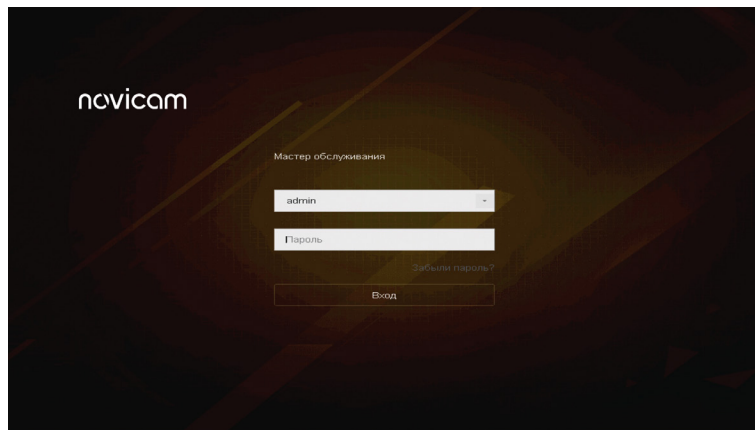 novicam
Мастер обслуживания
admin
Пароль
Забыли пароль?
Вход